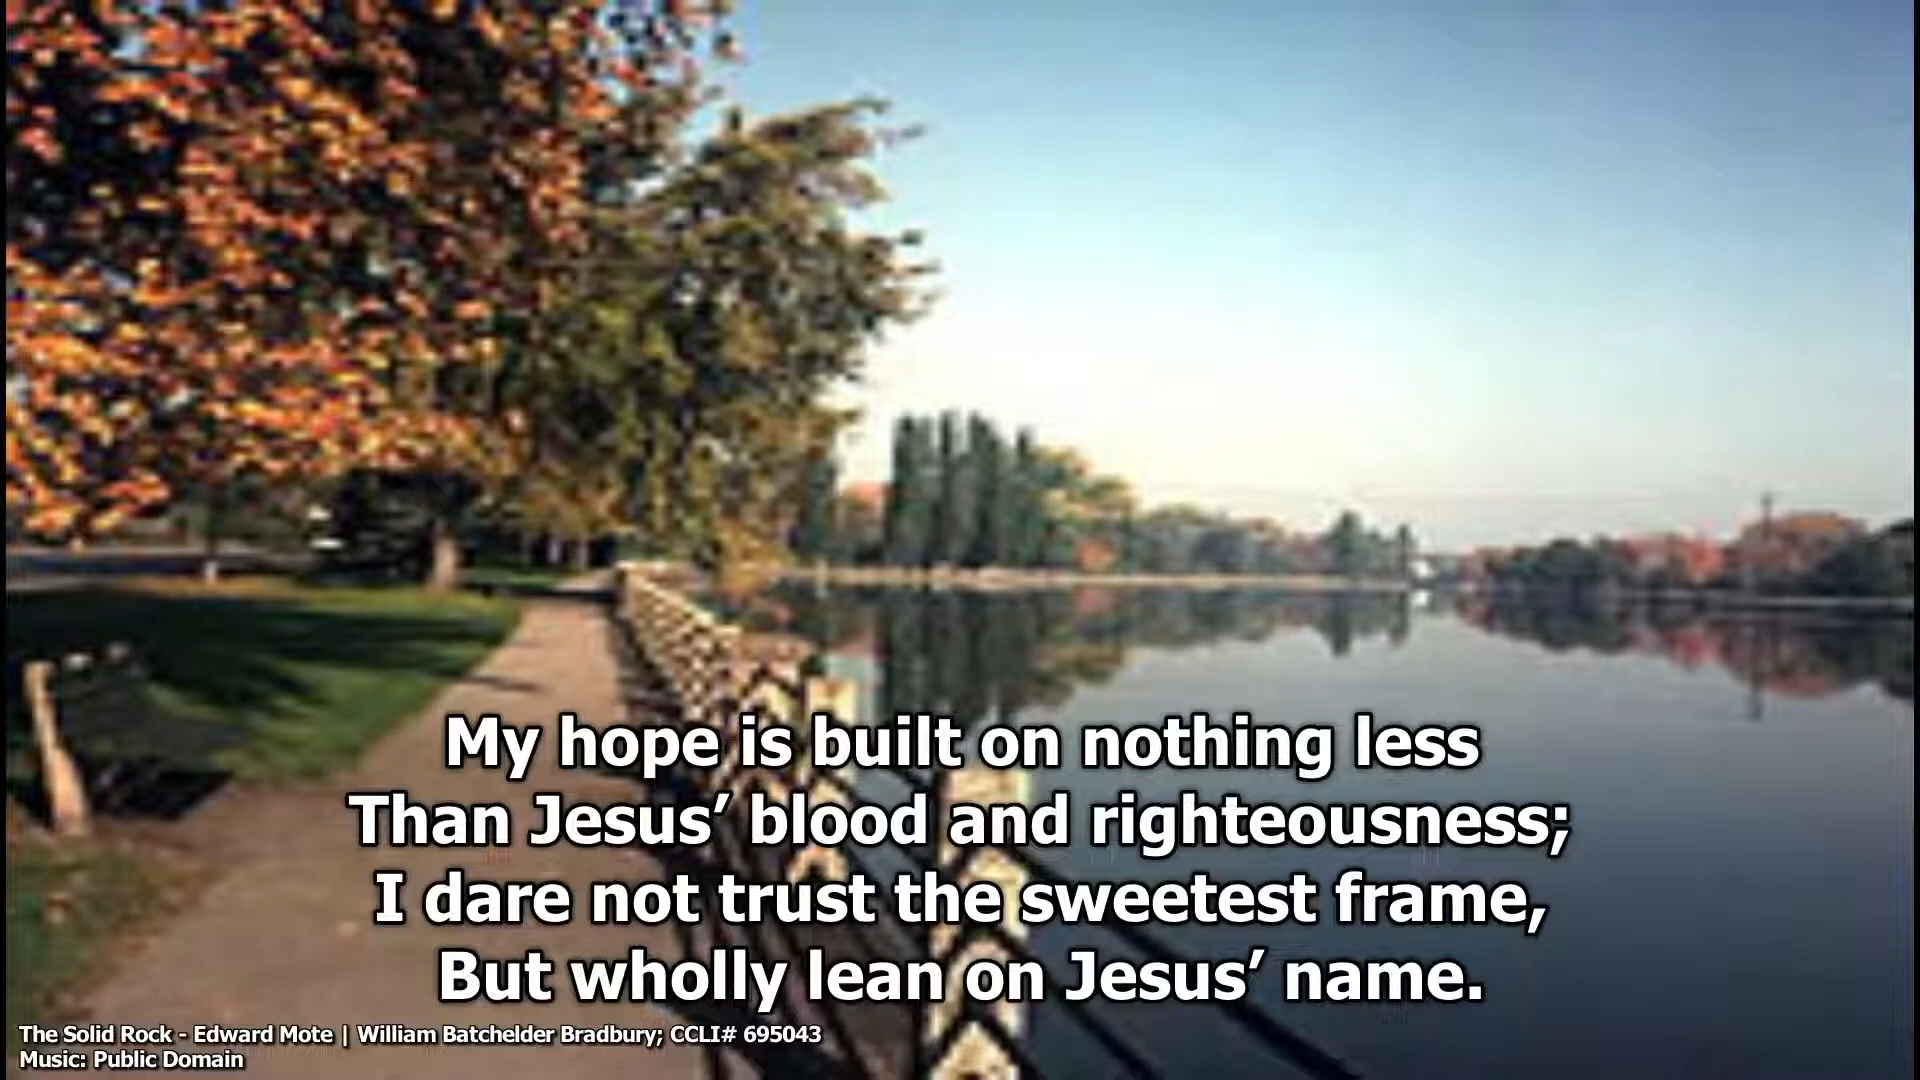 My hope is built on nothing less
Than Jesus’ blood and righteousness;
I dare not trust the sweetest frame,
But wholly lean on Jesus’ name.
The Solid Rock - Edward Mote | William Batchelder Bradbury; CCLI# 695043
Music: Public Domain